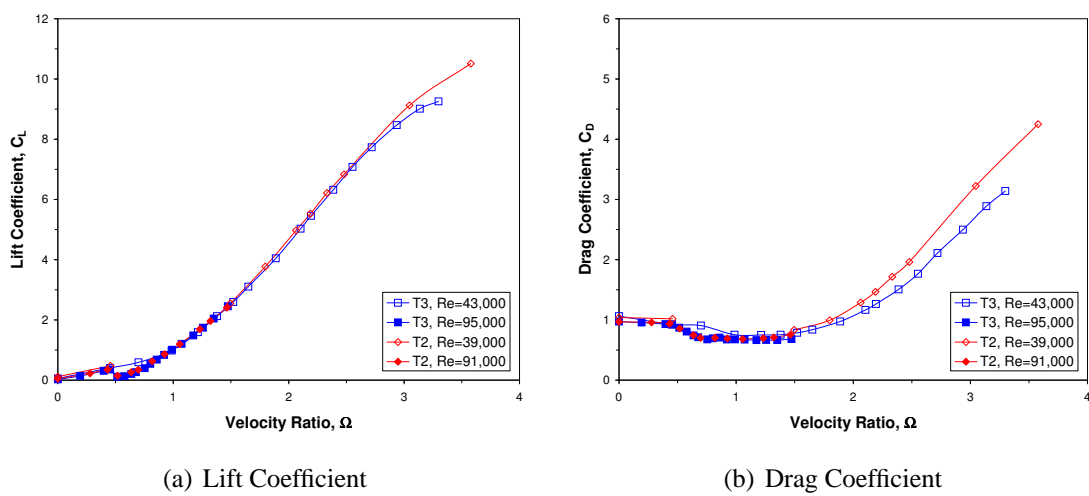 12
10
8
6
4
2
0
0
1
2
3
4
Lift Coefficient, CL
Velocity Ratio, Ω
T3, Re=43,000
T3, Re=95,000
T2, Re=39,000
T2, Re=91,000
(a) Lift Coefficient
6
5
4
3
2
1
0
0
1
2
3
4
Drag Coefficient, CD
Velocity Ratio, Ω
T3, Re=43,000
T3, Re=95,000
T2, Re=39,000
T2, Re=91,000
(b) Drag Coefficient